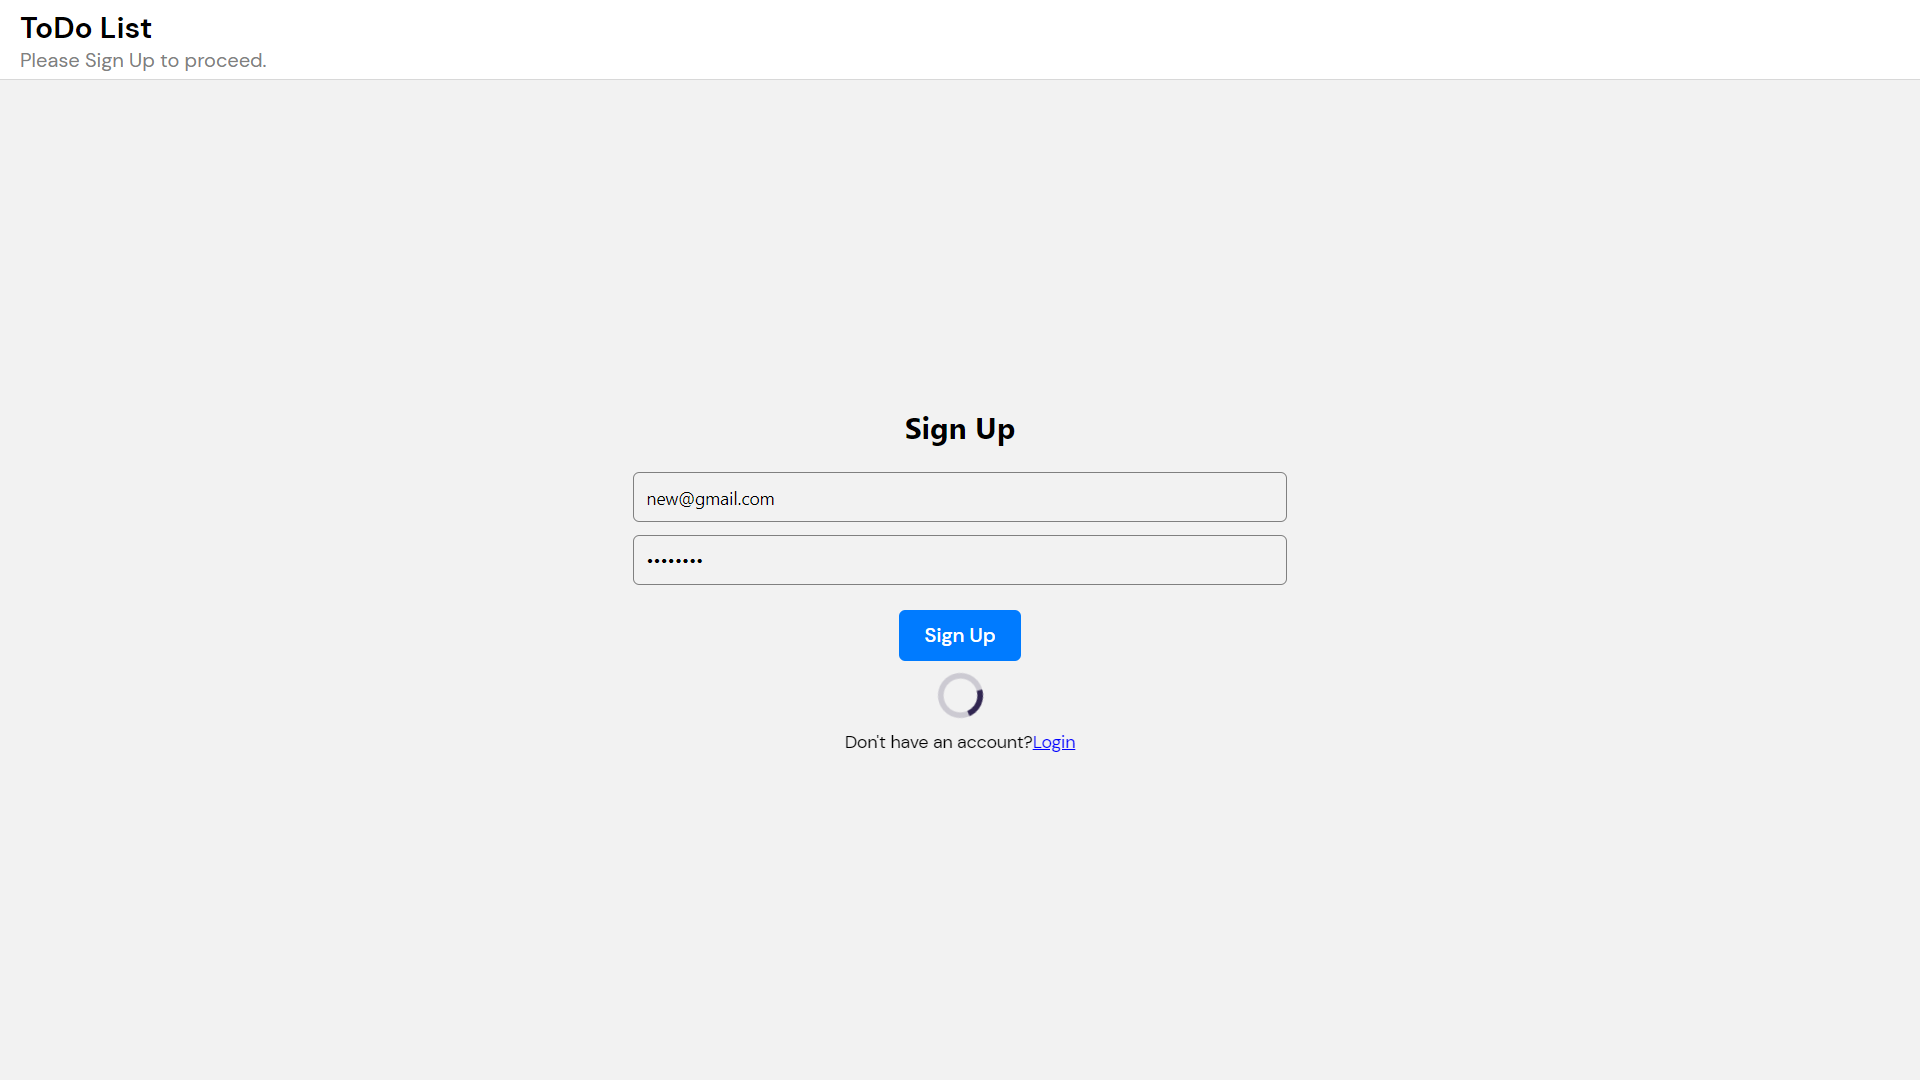 ToDo List
Please Sign Up to proceed.
Sign Up
new@gmail.com
••••••••
Sign Up
Don't have an account?Login